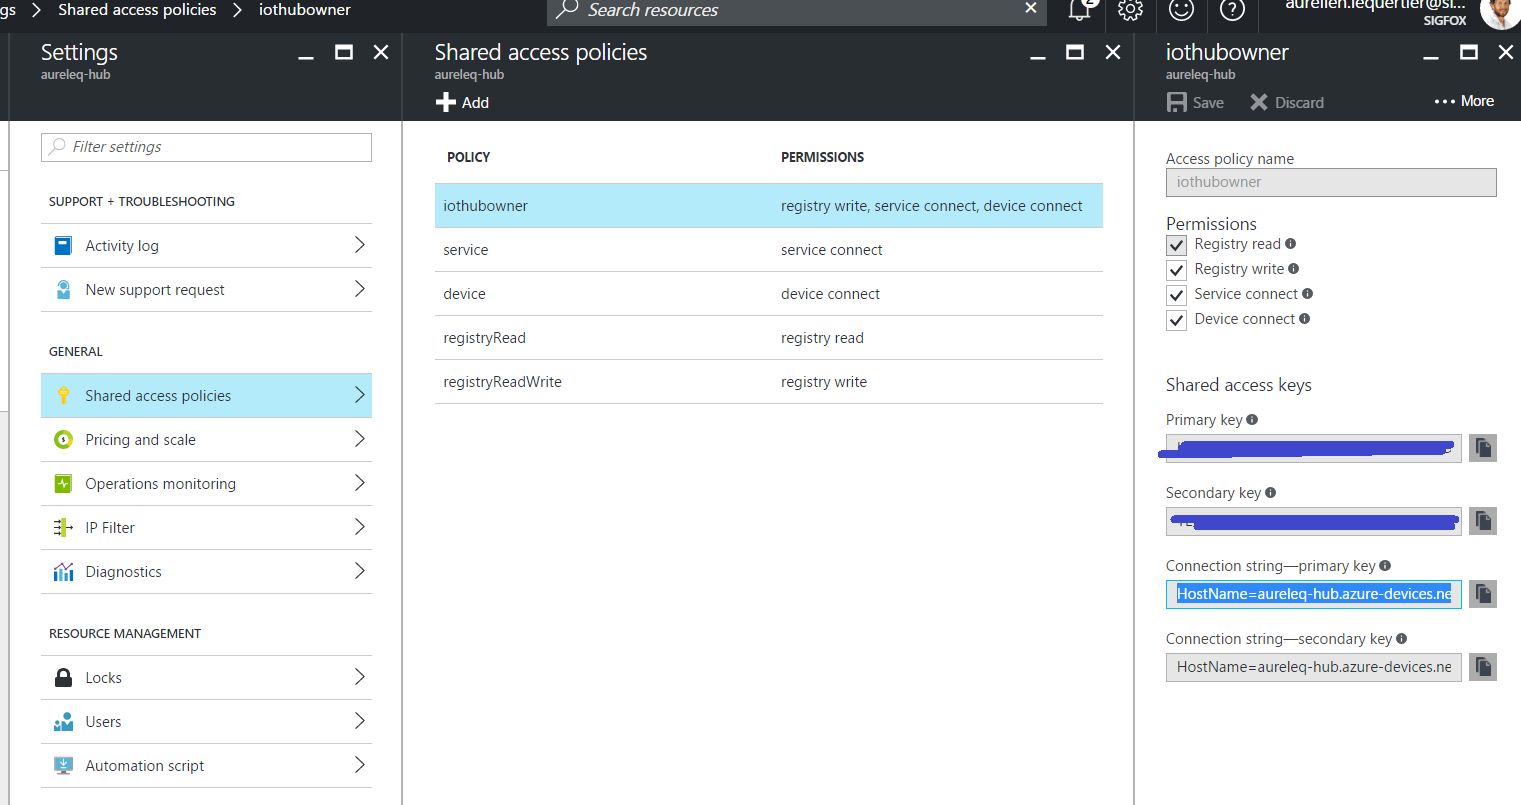 gs > Shared access policies > iothubowner
Search resources
2
SIGFOX
Settings
aureleq-hub
Filter settings
SUPPORT + TROUBLESHOOTING
Activity log
New support request
GENERAL
Shared access policies
Pricing and scale
Operations monitoring
IP Filter
Diagnostics
RESOURCE MANAGEMENT
Locks
Users
Automation script
Shared access policies
aureleq-hub
Add
POLICY PERMISSIONS
iothubowner registry write, service connect, device connect
service service connect
device device connect
registryRead registry read
registryReadWrite registry write
iothubowner
aureleq-hub
Save Discard ••• More
Access policy name
iothubowner
Permissions
Registry read
Registry write
Service connect
Device connect
Shared access keys
Primary key
Secondary key
Connection string—primary key
HostName=aureleq-hub.azure-devices.ne
Connection string—secondary key
HostName=aureleq-hub.azure-devices.ne